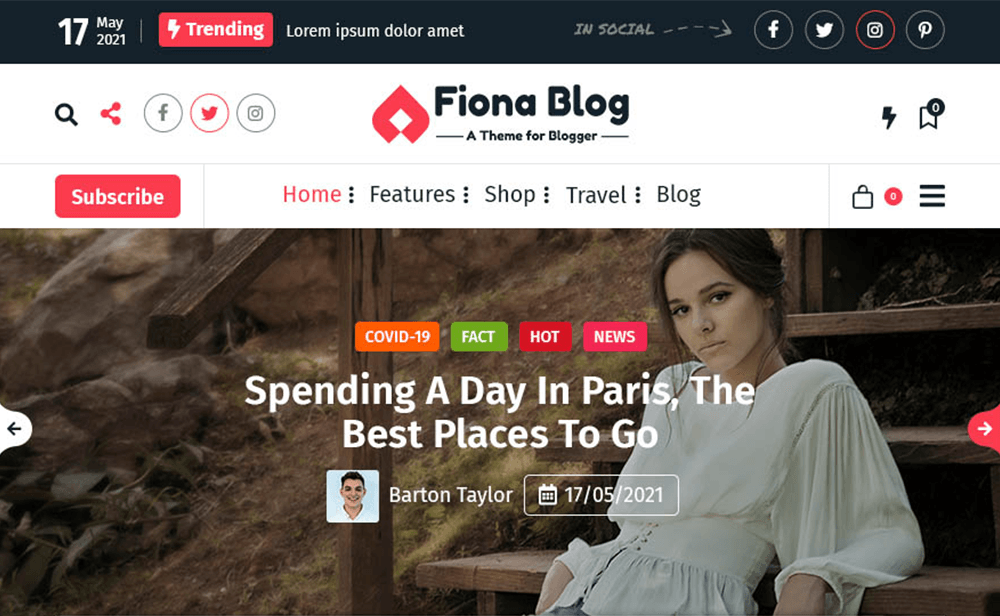 17 May 2021
Trending
Lorem ipsum dolor amet
IN SOCIAL
Fiona Blog
A Theme for Blogger
0
Subscribe
Home
Features
Shop
Travel
Blog
0
COVID-19
FACT
HOT
NEWS
Spending A Day In Paris, The
Best Places To Go
Barton Taylor
17/05/2021